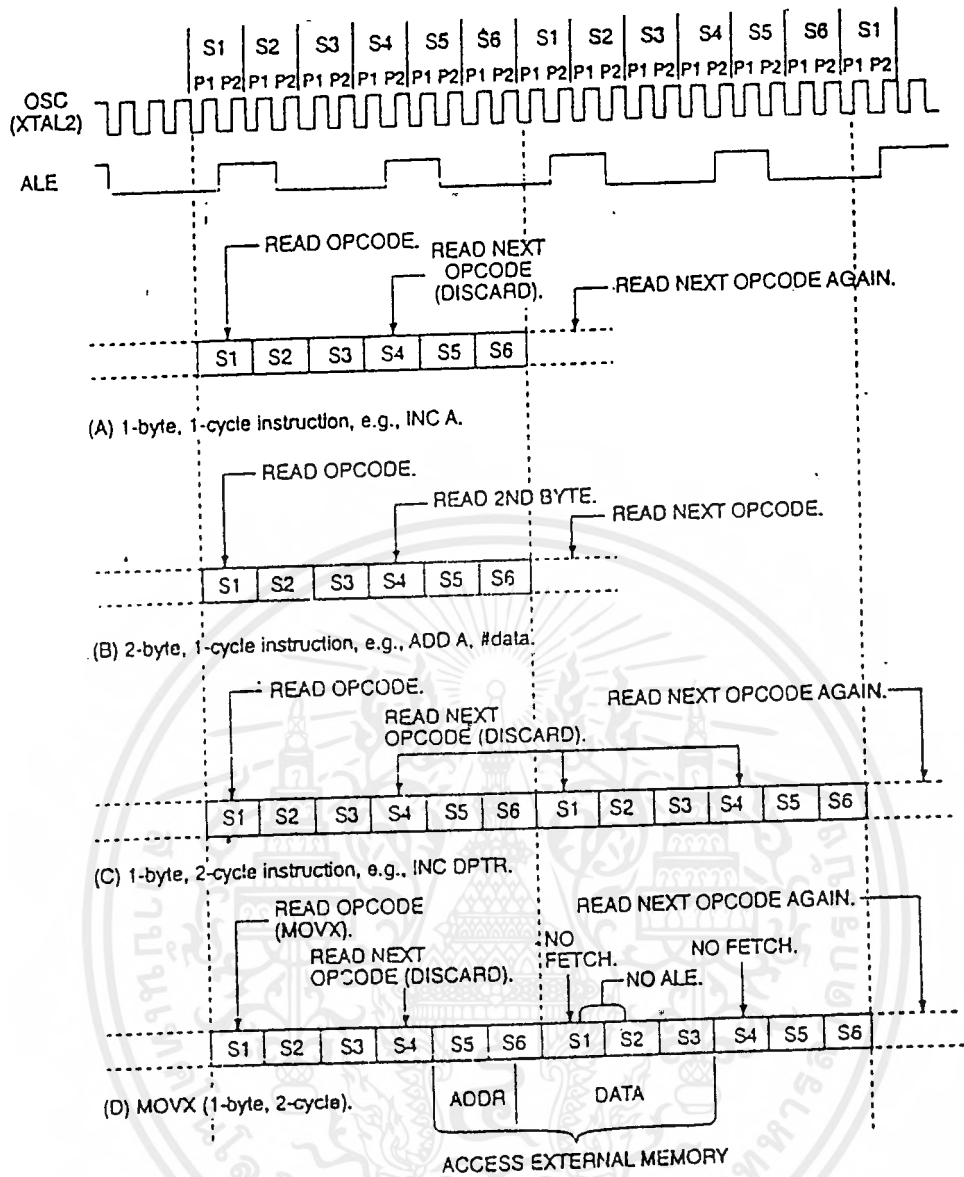 S1 S2 S3 S4 S5 S6 S1 S2 S3 S4 S5 S6 S1
P1 P2 P1 P2 P1 P2 P1 P2 P1 P2 P1 P2 P1 P2 P1 P2 P1 P2 P1 P2 P1 P2 P1 P2 P1 P2
OSC
(XTAL2)
ALE
READ OPCODE.
READ NEXT
OPCODE
(DISCARD).
READ NEXT OPCODE AGAIN.
S1 S2 S3 S4 S5 S6
(A) 1-byte, 1-cycle instruction, e.g., INC A.
READ OPCODE.
READ 2ND BYTE.
READ NEXT OPCODE.
S1 S2 S3 S4 S5 S6
(B) 2-byte, 1-cycle instruction, e.g., ADD A, #data.
READ OPCODE.
READ NEXT
OPCODE (DISCARD).
READ NEXT OPCODE AGAIN.
S1 S2 S3 S4 S5 S6 S1 S2 S3 S4 S5 S6
(C) 1-byte, 2-cycle instruction, e.g., INC DPTR.
READ OPCODE
(MOVX).
READ NEXT
OPCODE (DISCARD).
NO
FETCH.
NO ALE.
NO FETCH.
READ NEXT OPCODE AGAIN.
S1 S2 S3 S4 S5 S6 S1 S2 S3 S4 S5 S6
ADDR DATA
(D) MOVX (1-byte, 2-cycle).
ACCESS EXTERNAL MEMORY